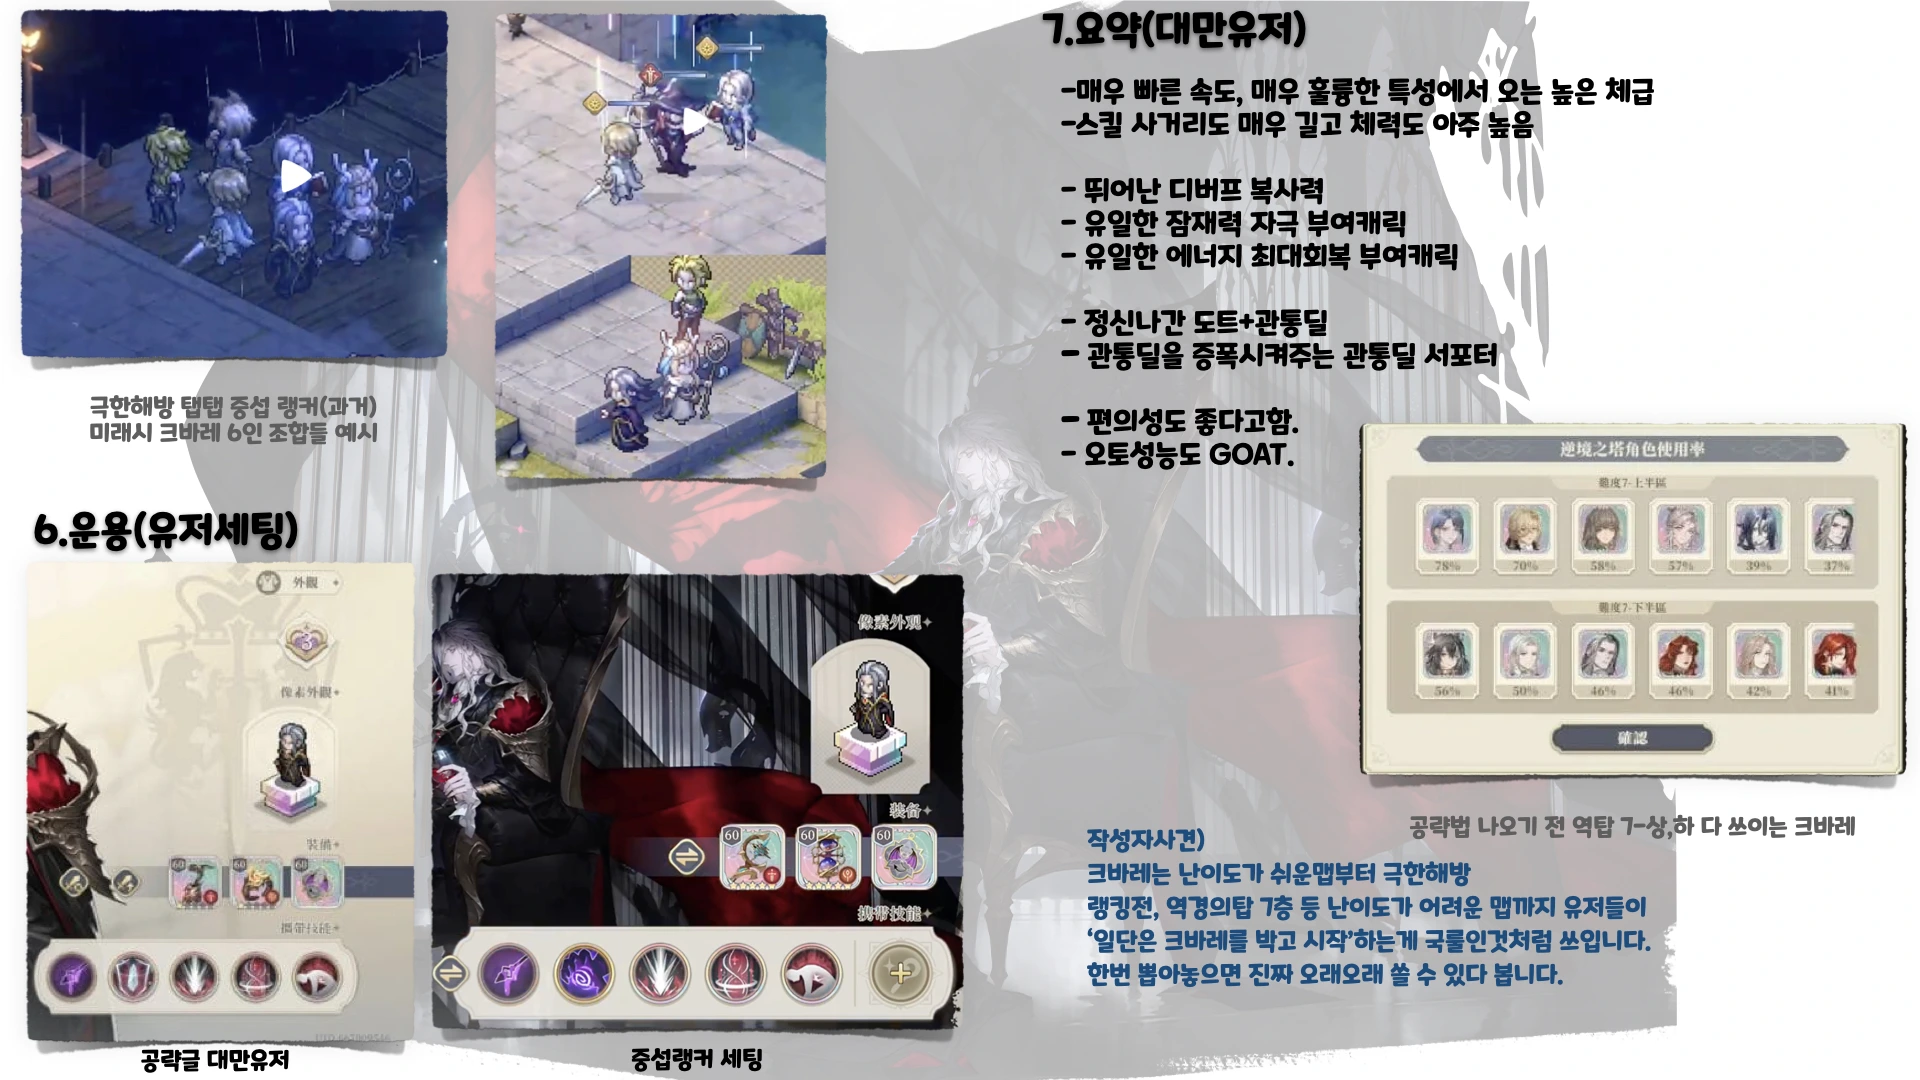 극한해방 탭탭 중섭 랭커(과거)
미래시 크바레 6인 조합들 예시
6.운용(유저세팅)
外觀
像素外觀
裝備
60
60
60
攜帶技能
공략글 대만유저
像素外观
装备
60
60
60
携带技能
중섭랭커 세팅
7.요약(대만유저)
-매우 빠른 속도, 매우 훌륭한 특성에서 오는 높은 체급
-스킬 사거리도 매우 길고 체력도 아주 높음
- 뛰어난 디버프 복사력
- 유일한 잠재력 자극 부여캐릭
- 유일한 에너지 최대회복 부여캐릭
- 정신나간 도트+관통딜
- 관통딜을 증폭시켜주는 관통딜 서포터
- 편의성도 좋다고함.
- 오토성능도 GOAT.
逆境之塔角色使用率
難度7-上半區
78% 70% 58% 57% 39% 37%
難度7-下半區
56% 50% 46% 46% 42% 41%
確認
공략법 나오기 전 역탑 7-상,하 다 쓰이는 크바레
작성자사견)
크바레는 난이도가 쉬운맵부터 극한해방
랭킹전, 역경의탑 7층 등 난이도가 어려운 맵까지 유저들이
‘일단은 크바레를 박고 시작’하는게 국룰인것처럼 쓰입니다.
한번 뽑아놓으면 진짜 오래오래 쓸 수 있다 봅니다.